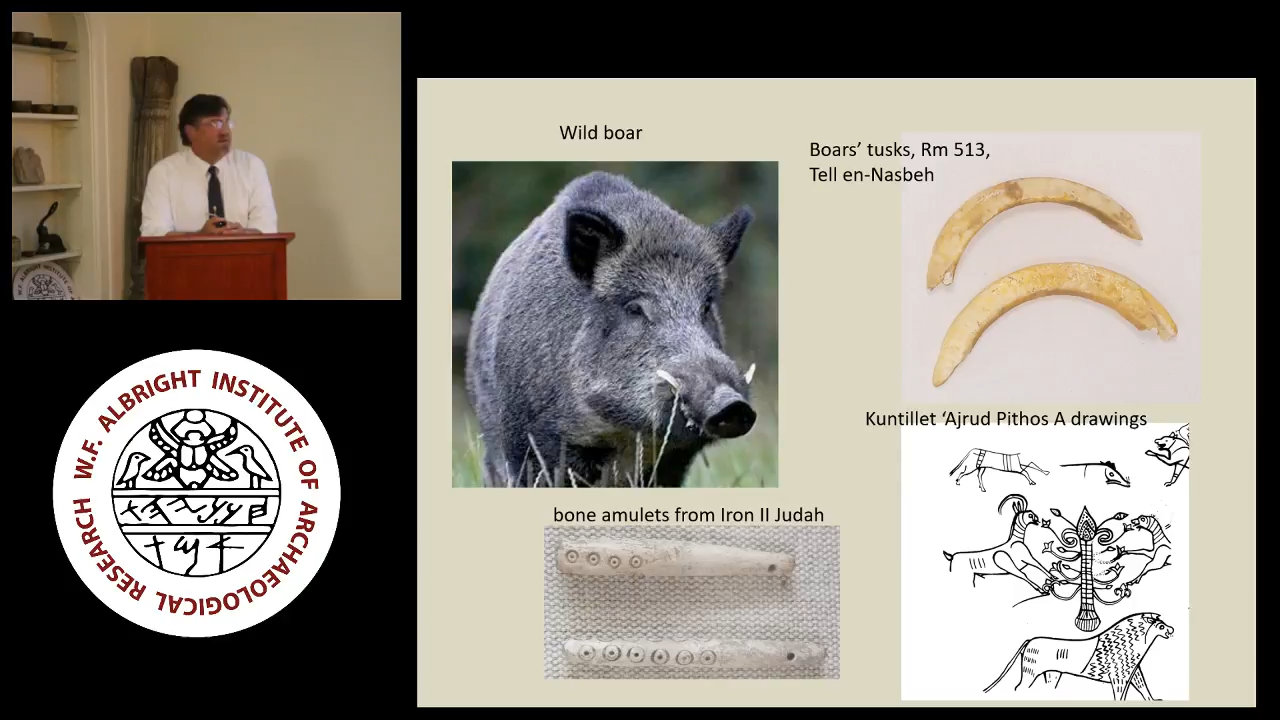 Wild boar
Boars’ tusks, Rm 513,
Tell en-Nasbeh
Kuntillet ‘Ajrud Pithos A drawings
bone amulets from Iron II Judah
W.F. ALBRIGHT INSTITUTE OF ARCHAEOLOGICAL RESEARCH